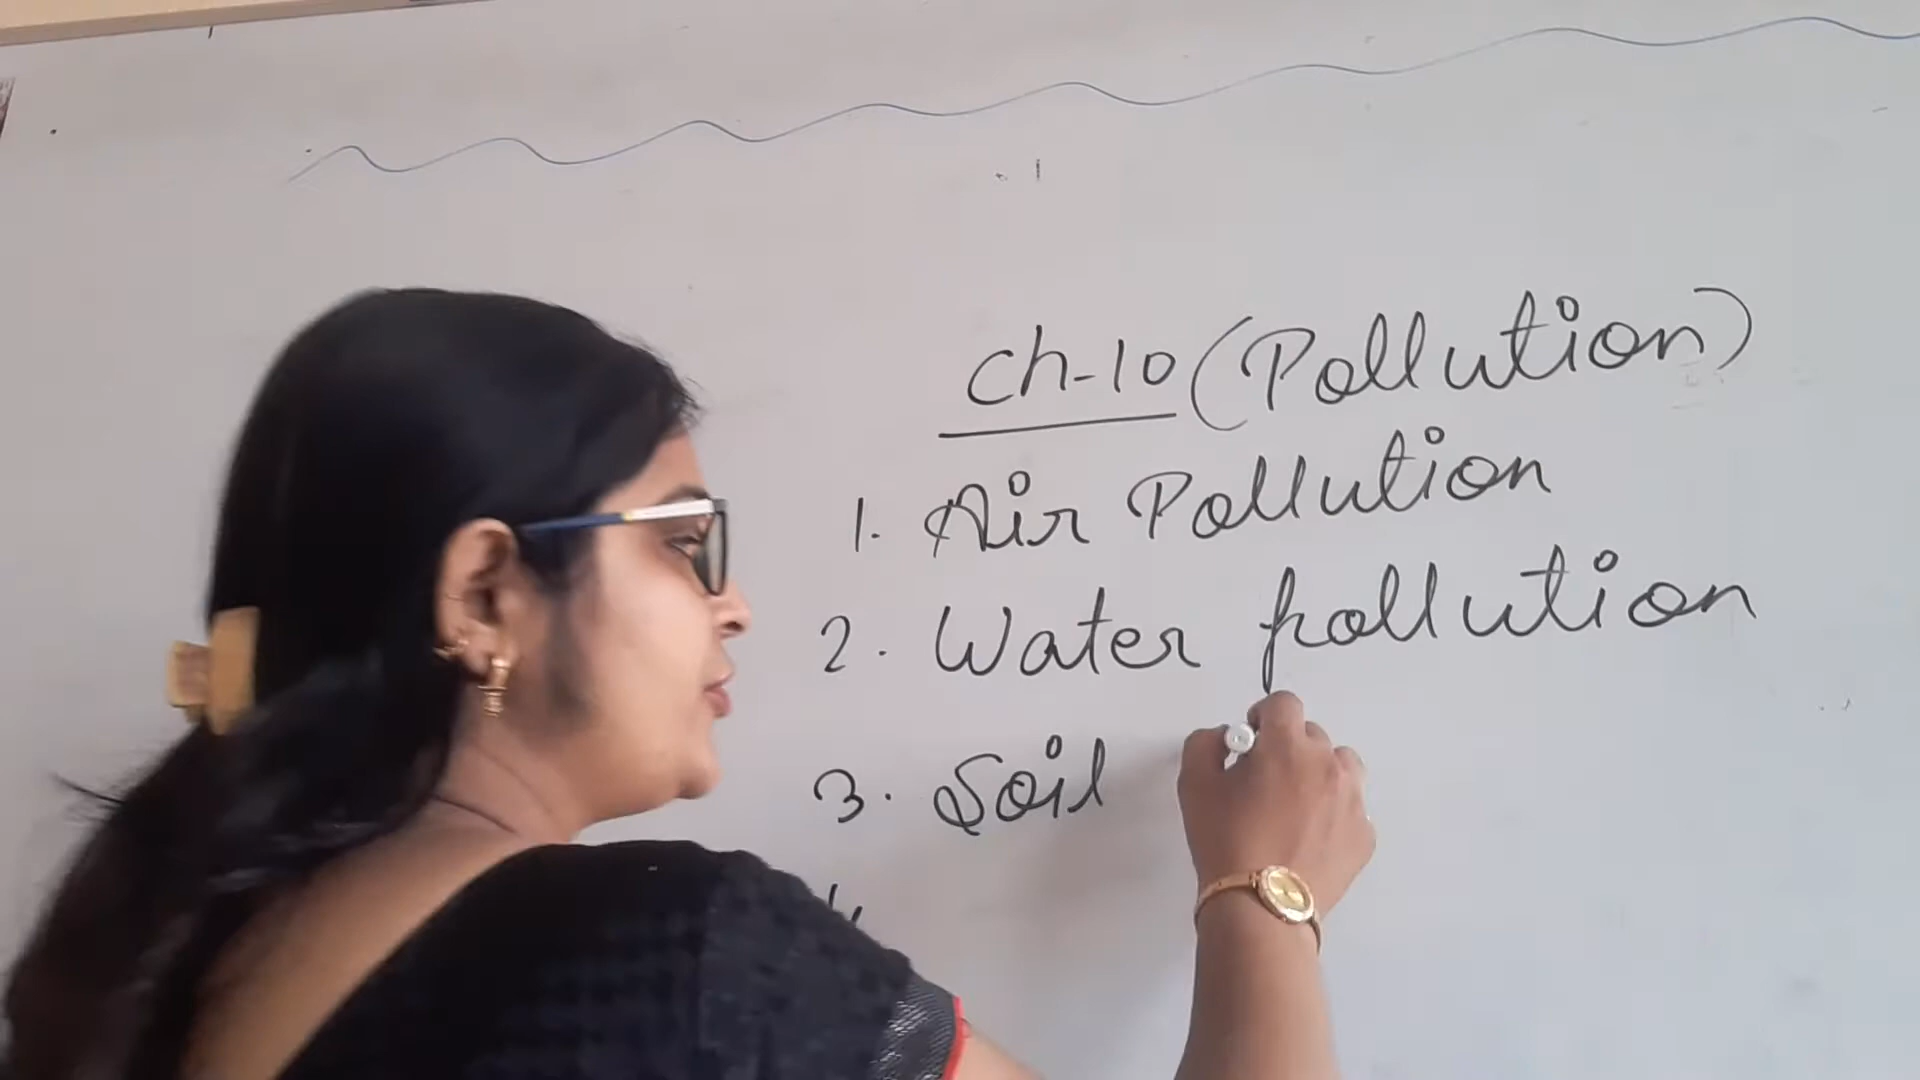 Ch-10 (Pollution)
1. Air Pollution
2. Water pollution
3. Soil